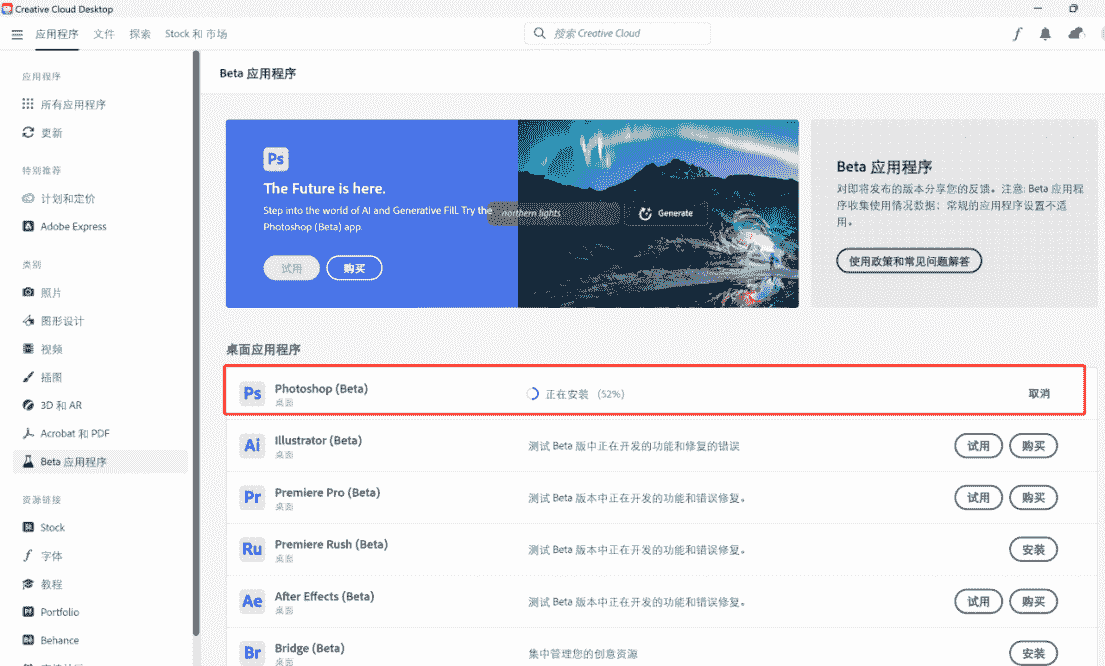 Creative Cloud Desktop
应用程序 文件 探索 Stock 和 市场
搜索 Creative Cloud
应用程序
所有应用程序
更新
特别推荐
计划和定价
Adobe Express
类别
照片
图形设计
视频
插图
3D 和 AR
Acrobat 和 PDF
Beta 应用程序
资源链接
Stock
字体
教程
Portfolio
Behance
Beta 应用程序
Ps
The Future is here.
Step into the world of AI and Generative Fill. Try the
Photoshop (Beta) app.
试用 购买
northern lights
Generate
Beta 应用程序
对即将发布的版本分享您的反馈。注意: Beta 应用程
序收集使用情况数据；常规的应用程序设置不适
用。
使用政策和常见问题解答
桌面应用程序
Ps Photoshop (Beta) 正在安装 (52%) 取消
桌面
Ai Illustrator (Beta) 测试 Beta 版中正在开发的功能和修复的错误 试用 购买
桌面
Pr Premiere Pro (Beta) 测试 Beta 版本中正在开发的功能和错误修复。 试用 购买
桌面
Ru Premiere Rush (Beta) 测试 Beta 版本中正在开发的功能和错误修复。 安装
桌面
Ae After Effects (Beta) 测试 Beta 版本中正在开发的功能和错误修复。 试用 购买
桌面
Br Bridge (Beta) 集中管理您的创意资源 安装
桌面